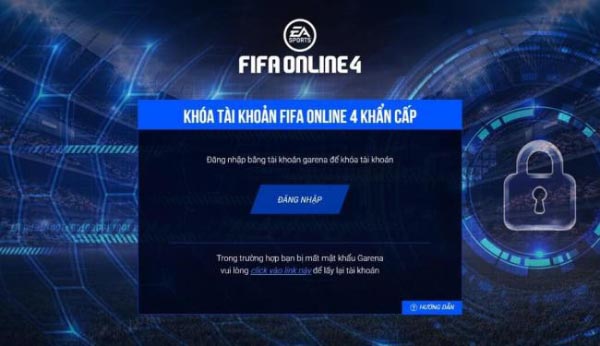 EA
SPORTS
FIFA ONLINE 4
KHÓA TÀI KHOẢN FIFA ONLINE 4 KHẨN CẤP
Đăng nhập bằng tài khoản garena để khóa tài khoản
ĐĂNG NHẬP
Trong trường hợp bạn bị mất mật khẩu Garena
vui lòng click vào link này để lấy lại tài khoản
? HƯỚNG DẪN